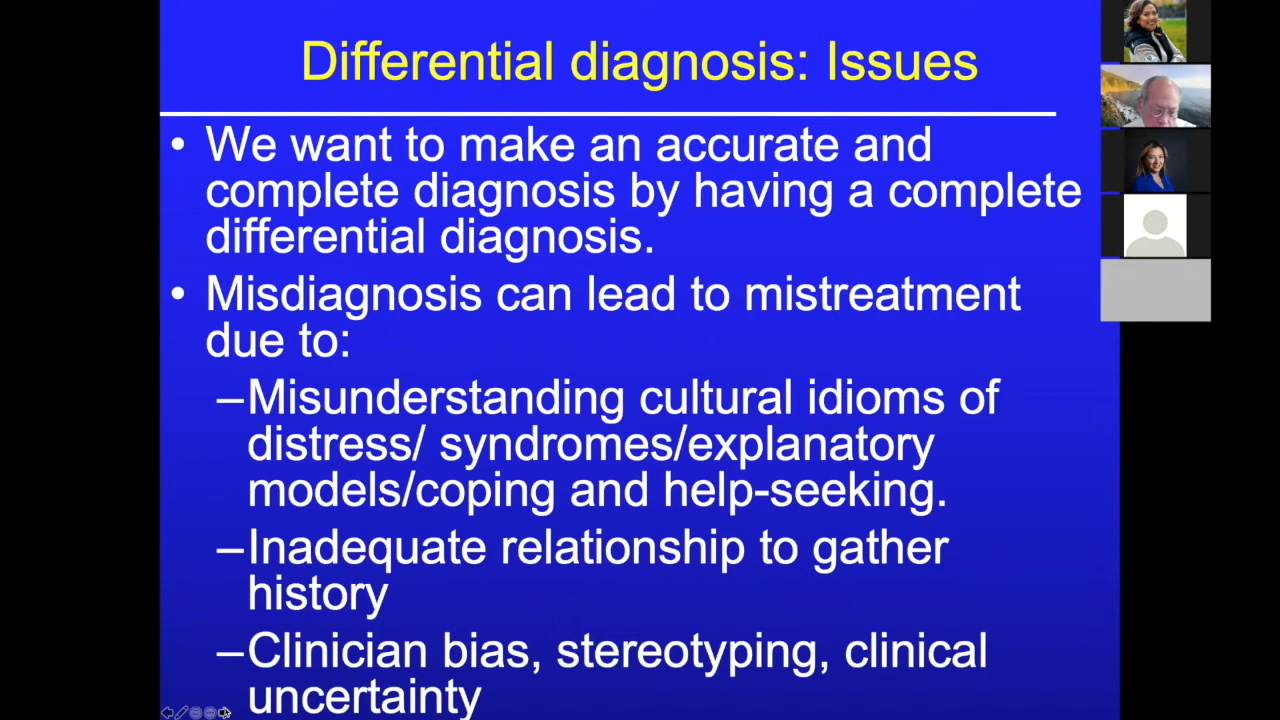 Differential diagnosis: Issues
• We want to make an accurate and
complete diagnosis by having a complete
differential diagnosis.
• Misdiagnosis can lead to mistreatment
due to:
–Misunderstanding cultural idioms of
distress/ syndromes/explanatory
models/coping and help-seeking.
–Inadequate relationship to gather
history
–Clinician bias, stereotyping, clinical
uncertainty